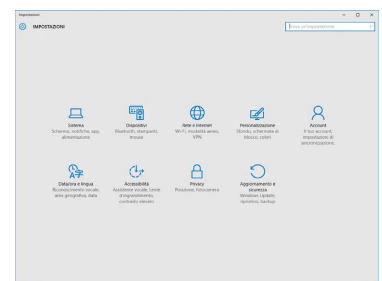 Impostazioni
IMPOSTAZIONI
Trova un'impostazione
Sistema
Schermo, notifiche, app,
alimentazione
Dispositivi
Bluetooth, stampanti,
mouse
Rete e Internet
Wi-Fi, modalità aereo,
VPN
Personalizzazione
Sfondo, schermata di
blocco, colori
Account
Il tuo account,
impostazioni di
sincronizzazione,
Data/ora e lingua
Riconoscimento vocale,
area geografica, data
Accessibilità
Assistente vocale, lente
d'ingrandimento,
contrasto elevato
Privacy
Posizione, fotocamera
Aggiornamento e
sicurezza
Windows Update,
ripristino, backup